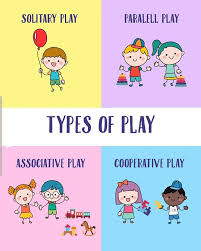 SOLITARY PLAY
PARALELL PLAY
TYPES OF PLAY
ASSOCIATIVE PLAY
COOPERATIVE PLAY